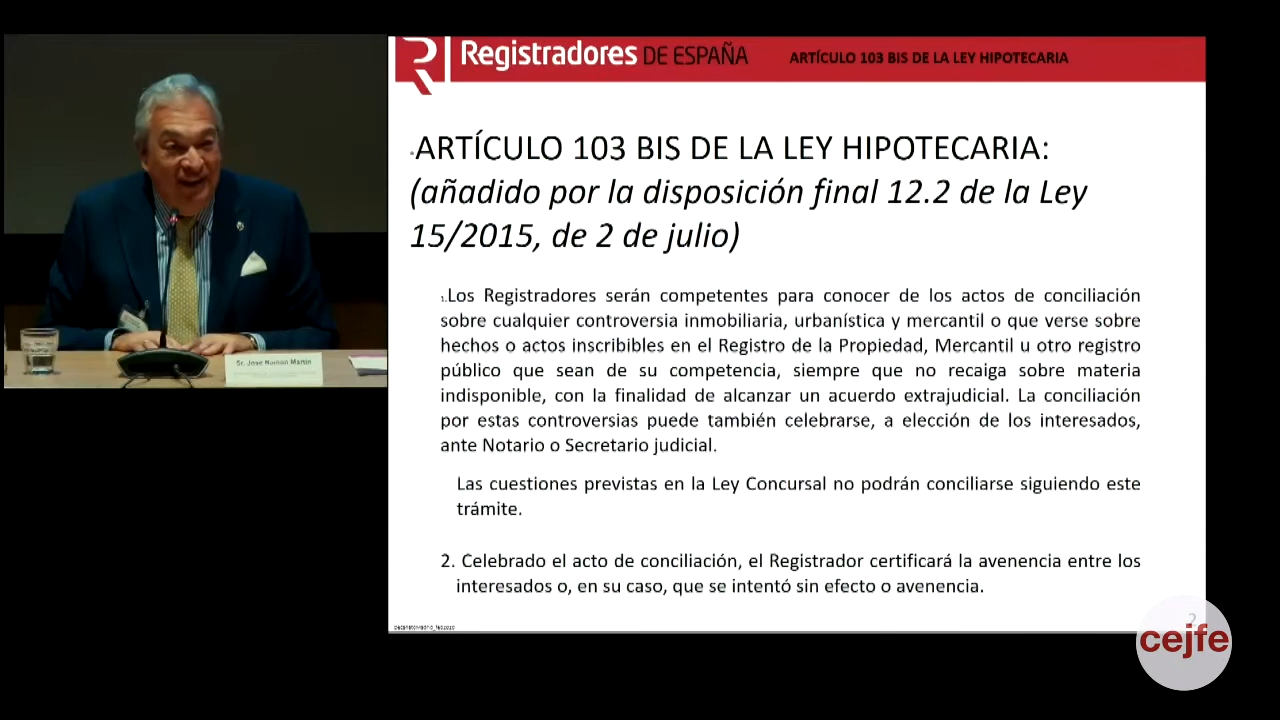 Registradores DE ESPAÑA
ARTÍCULO 103 BIS DE LA LEY HIPOTECARIA
ARTÍCULO 103 BIS DE LA LEY HIPOTECARIA:
(añadido por la disposición final 12.2 de la Ley
15/2015, de 2 de julio)
1.Los Registradores serán competentes para conocer de los actos de conciliación
sobre cualquier controversia inmobiliaria, urbanística y mercantil o que verse sobre
hechos o actos inscribibles en el Registro de la Propiedad, Mercantil u otro registro
público que sean de su competencia, siempre que no recaiga sobre materia
indisponible, con la finalidad de alcanzar un acuerdo extrajudicial. La conciliación
por estas controversias puede también celebrarse, a elección de los interesados,
ante Notario o Secretario judicial.
Las cuestiones previstas en la Ley Concursal no podrán conciliarse siguiendo este
trámite.
2. Celebrado el acto de conciliación, el Registrador certificará la avenencia entre los
interesados o, en su caso, que se intentó sin efecto o avenencia.
2
cejfe
Sr. Jose Ramon Martin